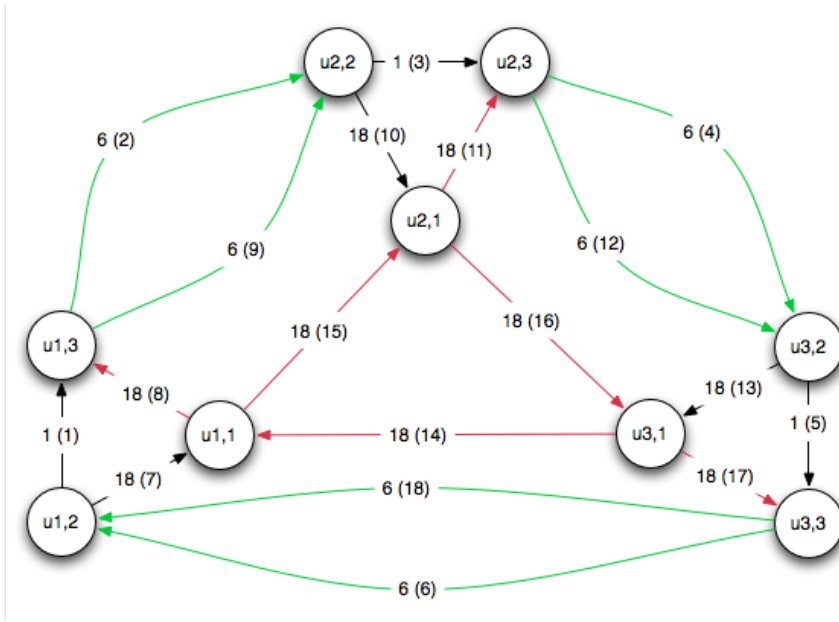 u2,2
1 (3)
u2,3
6 (2)
18 (10)
18 (11)
6 (4)
u2,1
6 (9)
6 (12)
18 (15)
18 (16)
u1,3
u3,2
18 (8)
18 (13)
1 (1)
u1,1
18 (14)
u3,1
1 (5)
18 (7)
18 (17)
6 (18)
u1,2
u3,3
6 (6)